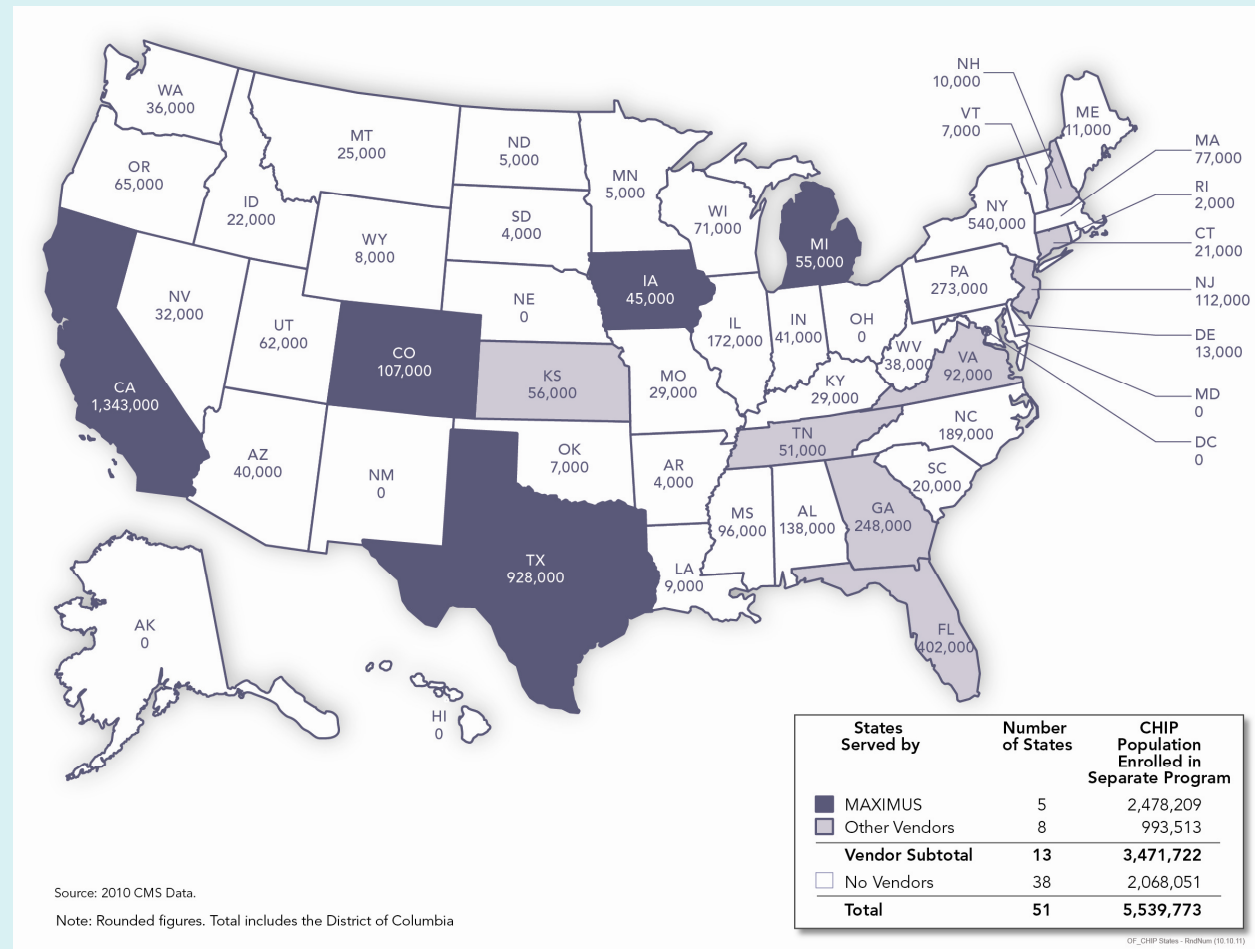 WA
36,000
OR
65,000
ID
22,000
MT
25,000
ND
5,000
MN
5,000
SD
4,000
WY
8,000
WI
71,000
MI
55,000
NH
10,000
VT
7,000
ME
11,000
MA
77,000
RI
2,000
CT
21,000
NJ
112,000
DE
13,000
MD
0
DC
0
NY
540,000
PA
273,000
NV
32,000
UT
62,000
CO
107,000
NE
0
IA
45,000
IL
172,000
IN
41,000
OH
0
WV
38,000
VA
92,000
CA
1,343,000
KS
56,000
MO
29,000
KY
29,000
NC
189,000
TN
51,000
SC
20,000
AZ
40,000
NM
0
OK
7,000
AR
4,000
MS
96,000
AL
138,000
GA
248,000
TX
928,000
LA
9,000
FL
402,000
AK
0
HI
0
States Number CHIP
Served by of States Population
Enrolled in
Separate Program
MAXIMUS 5 2,478,209
Other Vendors 8 993,513
Vendor Subtotal 13 3,471,722
No Vendors 38 2,068,051
Total 51 5,539,773
Source: 2010 CMS Data.
Note: Rounded figures. Total includes the District of Columbia
OF_CHIP States - RndNum (10.10.11)